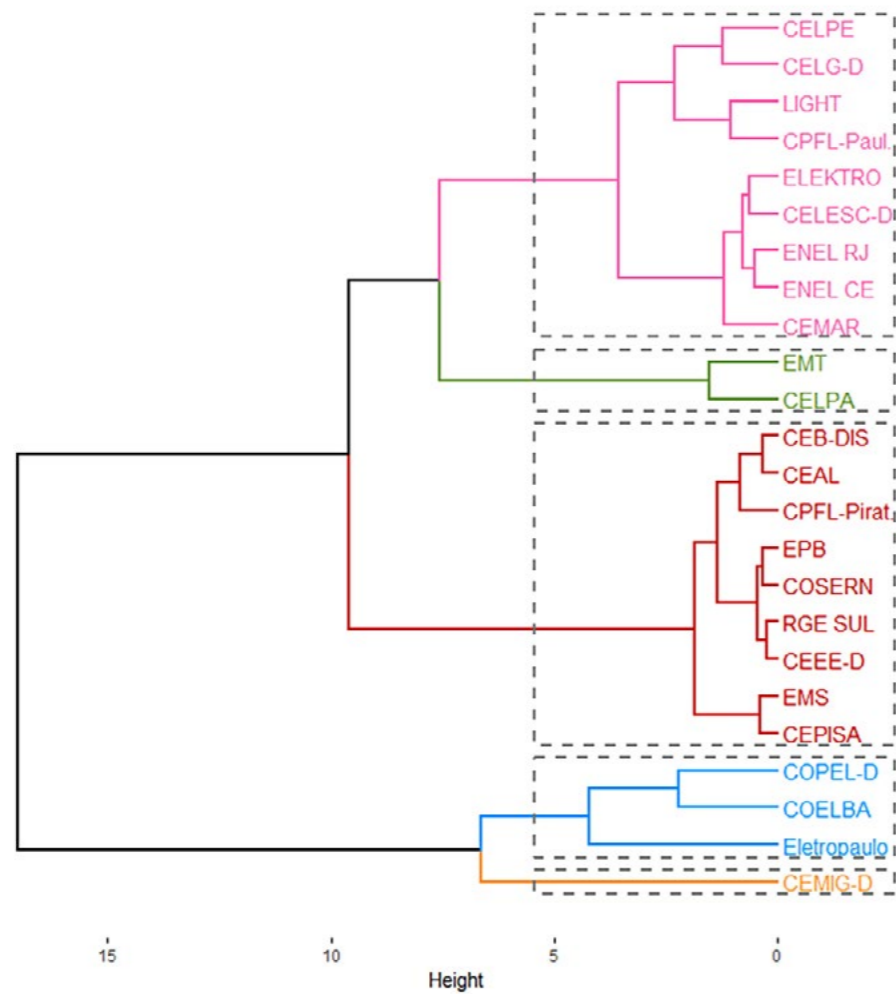 CELPE
CELG-D
LIGHT
CPFL-Paul.
ELEKTRO
CELESC-D
ENEL RJ
ENEL CE
CEMAR
EMT
CELPA
CEB-DIS
CEAL
CPFL-Pirat.
EPB
COSERN
RGE SUL
CEEE-D
EMS
CEPISA
COPEL-D
COELBA
Eletropaulo
CEMIG-D
15 10 5 0
Height